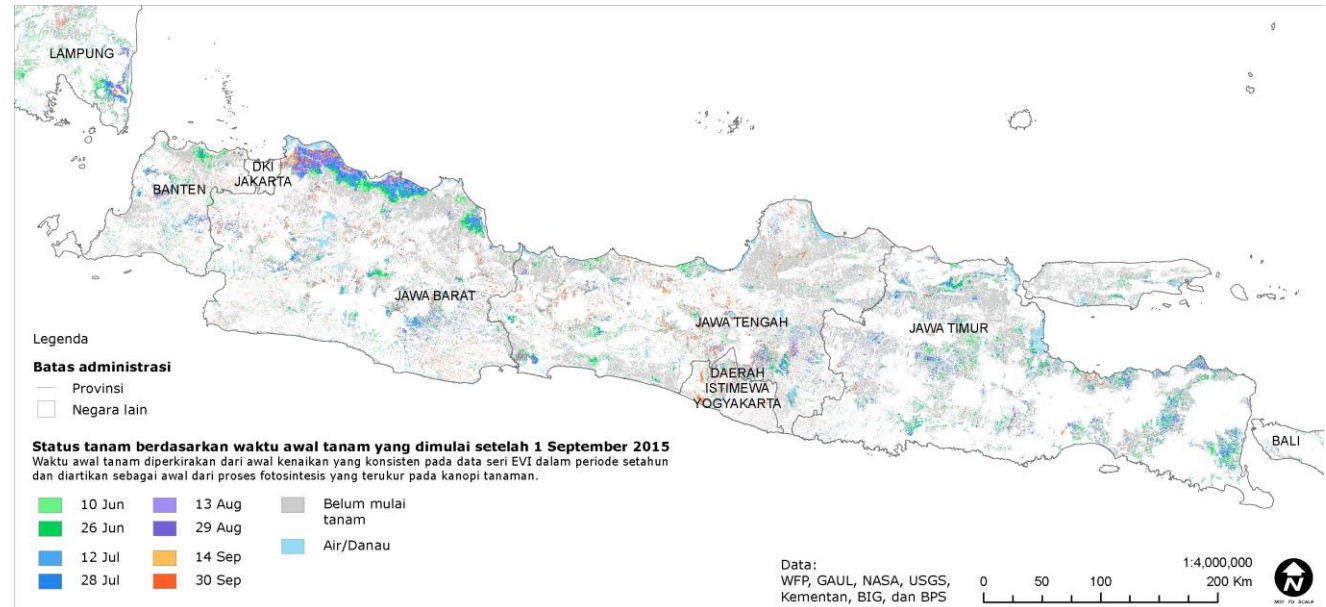 LAMPUNG
DKI
JAKARTA
BANTEN
JAWA BARAT
JAWA TENGAH
JAWA TIMUR
DAERAH
ISTIMEWA
YOGYAKARTA
BALI
Legenda
Batas administrasi
Provinsi
Negara lain
Status tanam berdasarkan waktu awal tanam yang dimulai setelah 1 September 2015
Waktu awal tanam diperkirakan dari awal kenaikan yang konsisten pada data seri EVI dalam periode setahun
dan diartikan sebagai awal dari proses fotosintesis yang terukur pada kanopi tanaman.
10 Jun
26 Jun
12 Jul
28 Jul
13 Aug
29 Aug
14 Sep
30 Sep
Belum mulai
tanam
Air/Danau
Data:
WFP, GAUL, NASA, USGS,
Kementan, BIG, dan BPS
1:4,000,000
0 50 100 200 Km
N
NOT TO SCALE